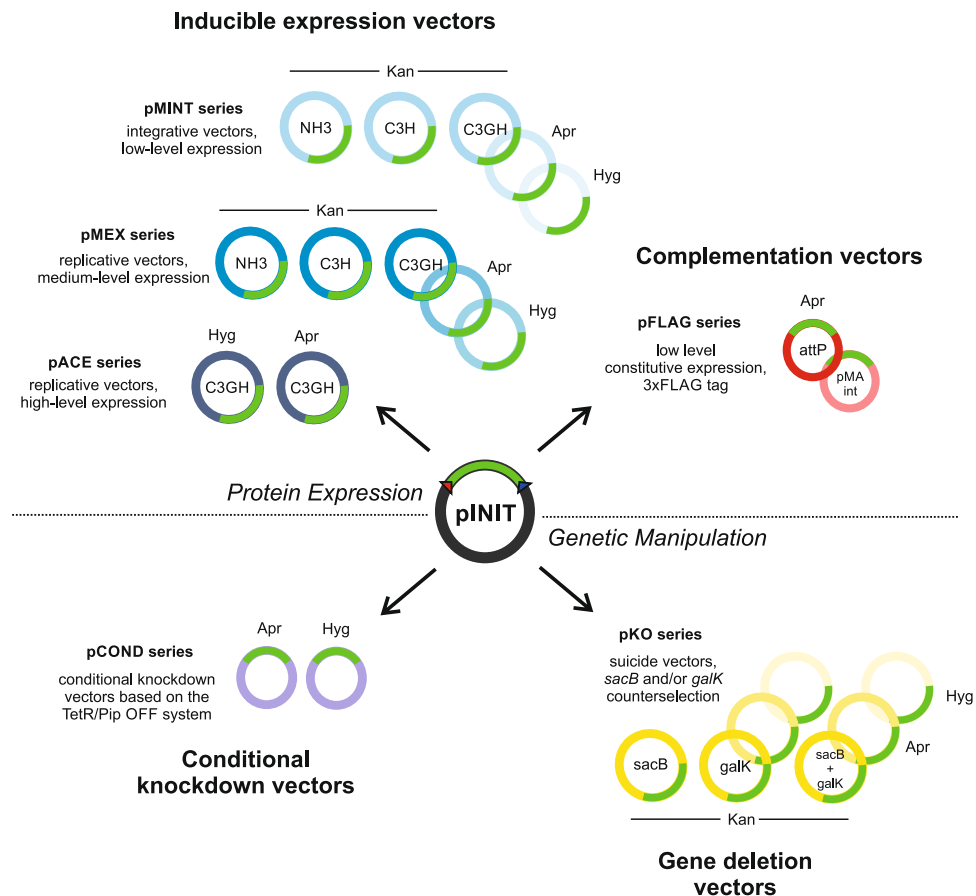 Inducible expression vectors
Kan
pMINT series
integrative vectors,
low-level expression
NH3
C3H
C3GH
Apr
Hyg
Kan
pMEX series
replicative vectors,
medium-level expression
NH3
C3H
C3GH
Apr
Hyg
pACE series
replicative vectors,
high-level expression
Hyg
Apr
C3GH
C3GH
Complementation vectors
pFLAG series
low level
constitutive expression,
3xFLAG tag
Apr
attP
pMA
int
Protein Expression
pINIT
Genetic Manipulation
pCOND series
conditional knockdown
vectors based on the
TetR/Pip OFF system
Apr
Hyg
Conditional
knockdown vectors
pKO series
suicide vectors,
sacB and/or galK
counterselection
Hyg
Apr
sacB
galK
sacB
+
galK
Kan
Gene deletion
vectors